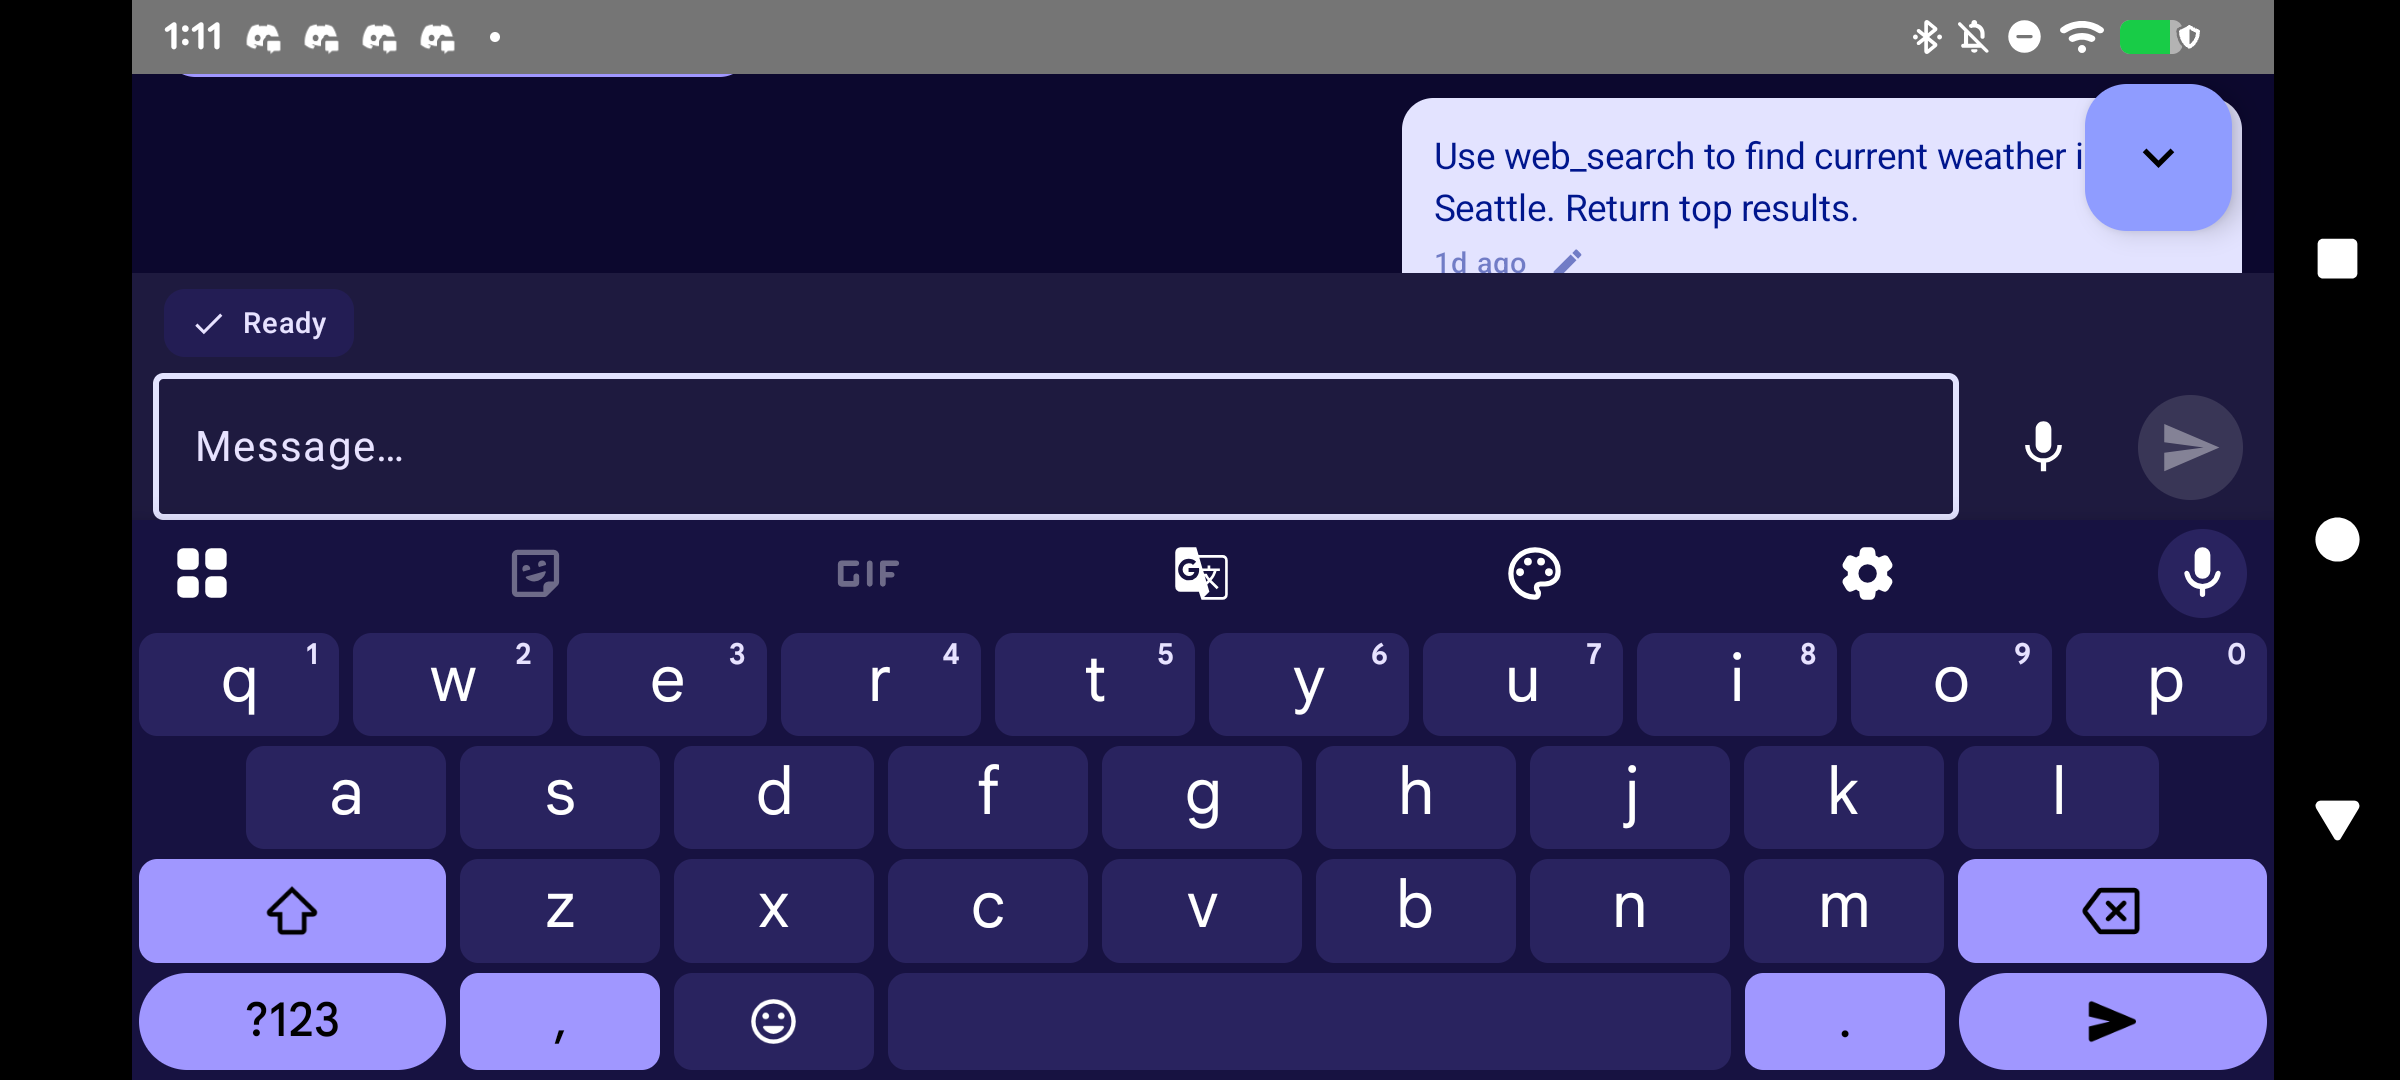 1:11
Use web_search to find current weather i
Seattle. Return top results.
1d ago
Ready
Message…
GIF
q 1 w 2 e 3 r 4 t 5 y 6 u 7 i 8 o 9 p 0
a s d f g h j k l
z x c v b n m
?123 , .